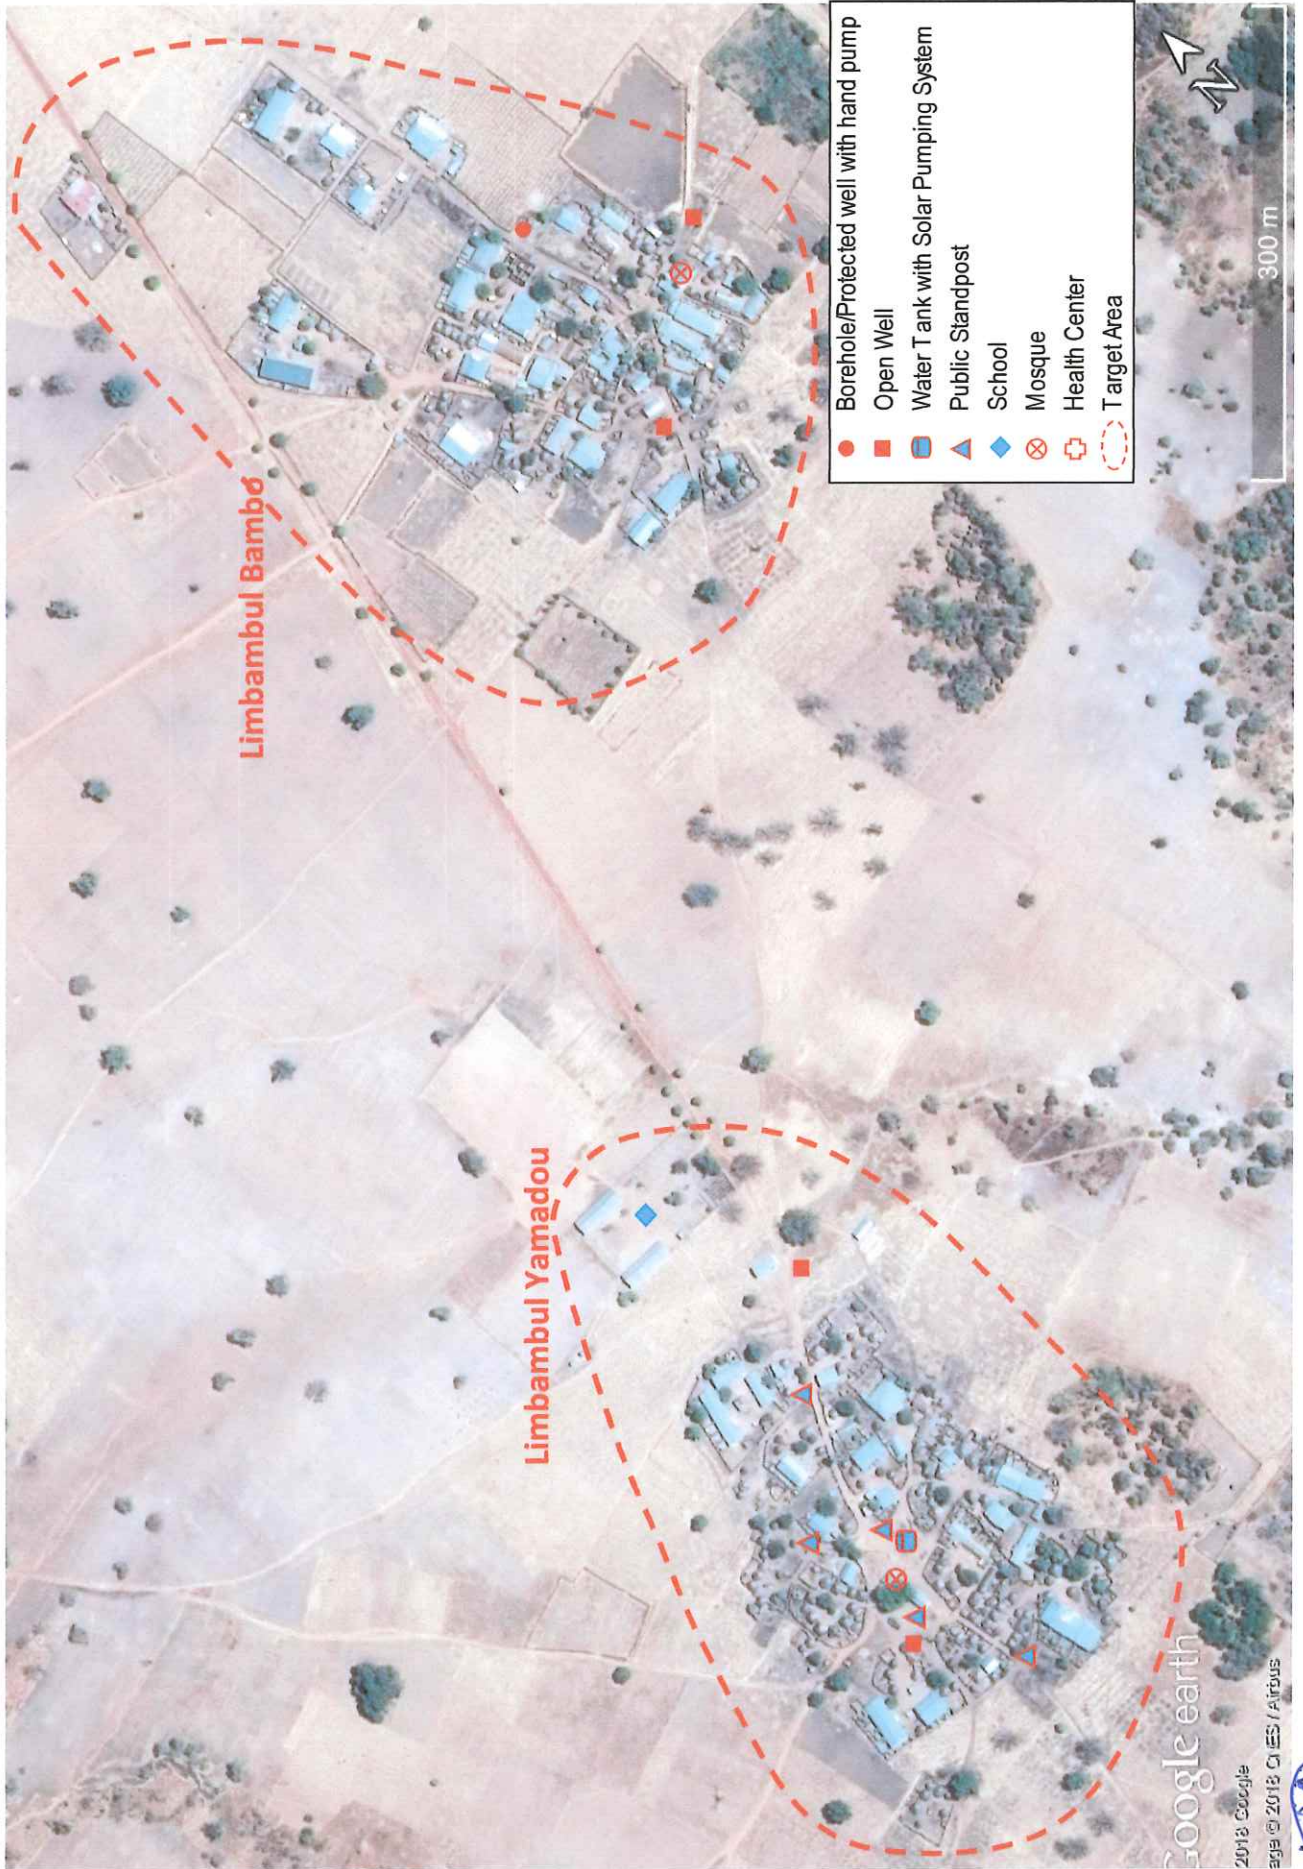 Limbambul Bambo
Limbambul Yamadou
Borehole/Protected well with hand pump
Open Well
Water Tank with Solar Pumping System
Public Standpost
School
Mosque
Health Center
Target Area
N
300 m
Google earth
2018 Google
age © 2018 CNES / Airbus